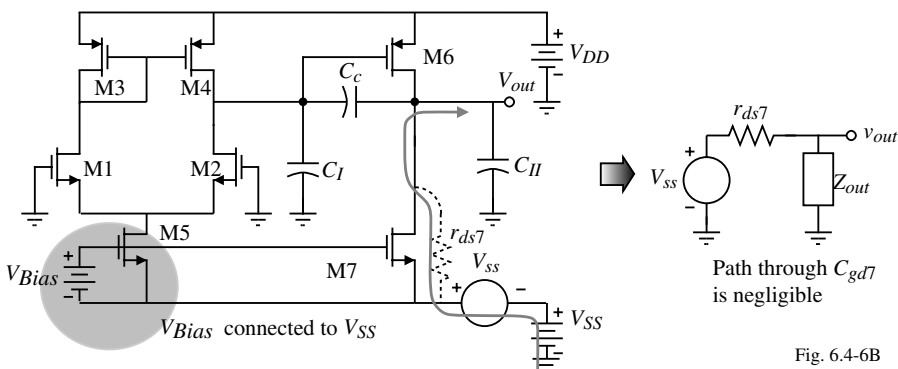 M3
M4
M6
V_DD
C_c
V_out
M1
M2
C_I
C_II
M5
r_ds7
V_Bias
M7
V_ss
V_Bias connected to V_SS
V_SS
r_ds7
v_out
V_ss
Z_out
Path through C_gd7
is negligible
Fig. 6.4-6B